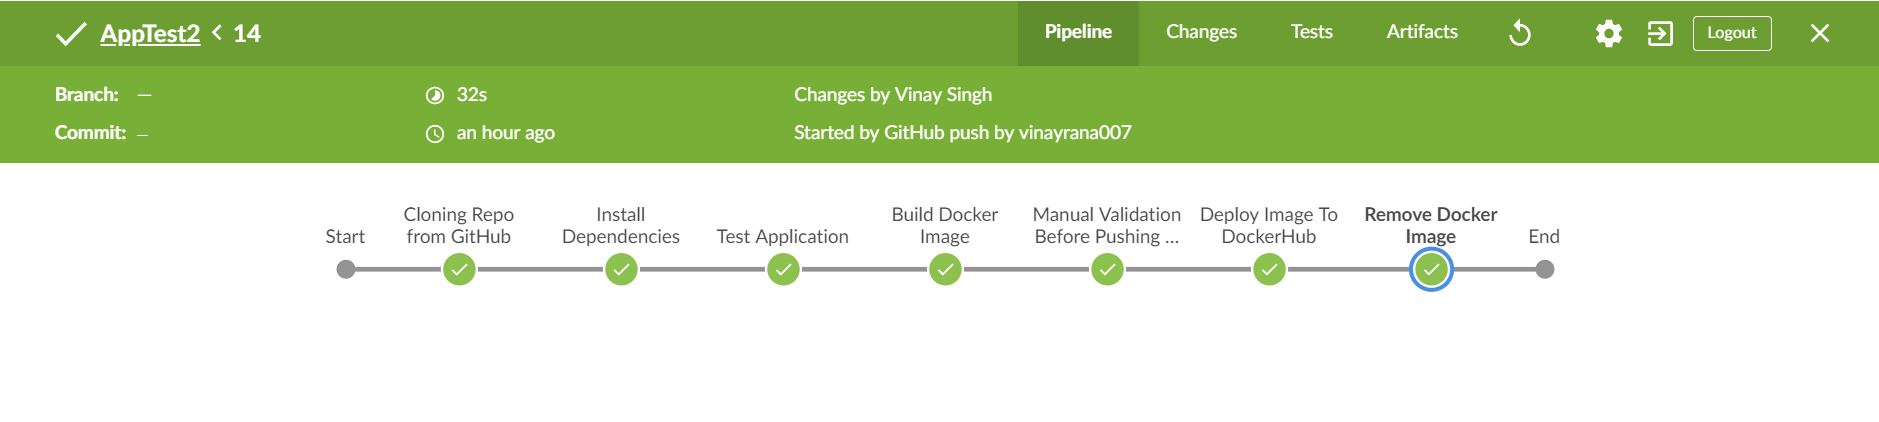 AppTest2 < 14
Pipeline
Changes
Tests
Artifacts
Logout
Branch: —
32s
Changes by Vinay Singh
Commit: –
an hour ago
Started by GitHub push by vinayrana007
Start
Cloning Repo
from GitHub
Install
Dependencies
Test Application
Build Docker
Image
Manual Validation
Before Pushing ...
Deploy Image To
DockerHub
Remove Docker
Image
End